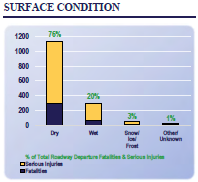 SURFACE CONDITION
1200
1000
800
600
400
200
0
76%
20%
3%
1%
Dry
Wet
Snow/
Ice/
Frost
Other/
Unknown
% of Total Roadway Departure Fatalities & Serious Injuries
Serious Injuries
Fatalities